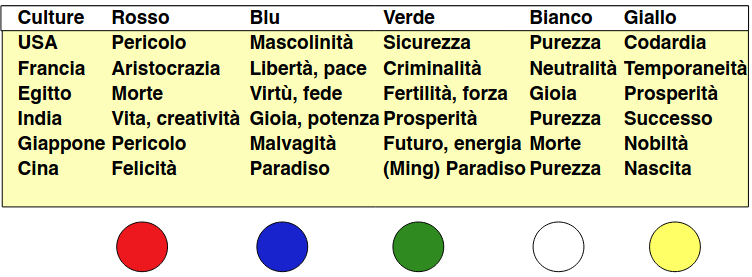 Culture Rosso Blu Verde Bianco Giallo
USA Pericolo Mascolinità Sicurezza Purezza Codardia
Francia Aristocrazia Libertà, pace Criminalità Neutralità Temporaneità
Egitto Morte Virtù, fede Fertilità, forza Gioia Prosperità
India Vita, creatività Gioia, potenza Prosperità Purezza Successo
Giappone Pericolo Malvagità Futuro, energia Morte Nobiltà
Cina Felicità Paradiso (Ming) Paradiso Purezza Nascita